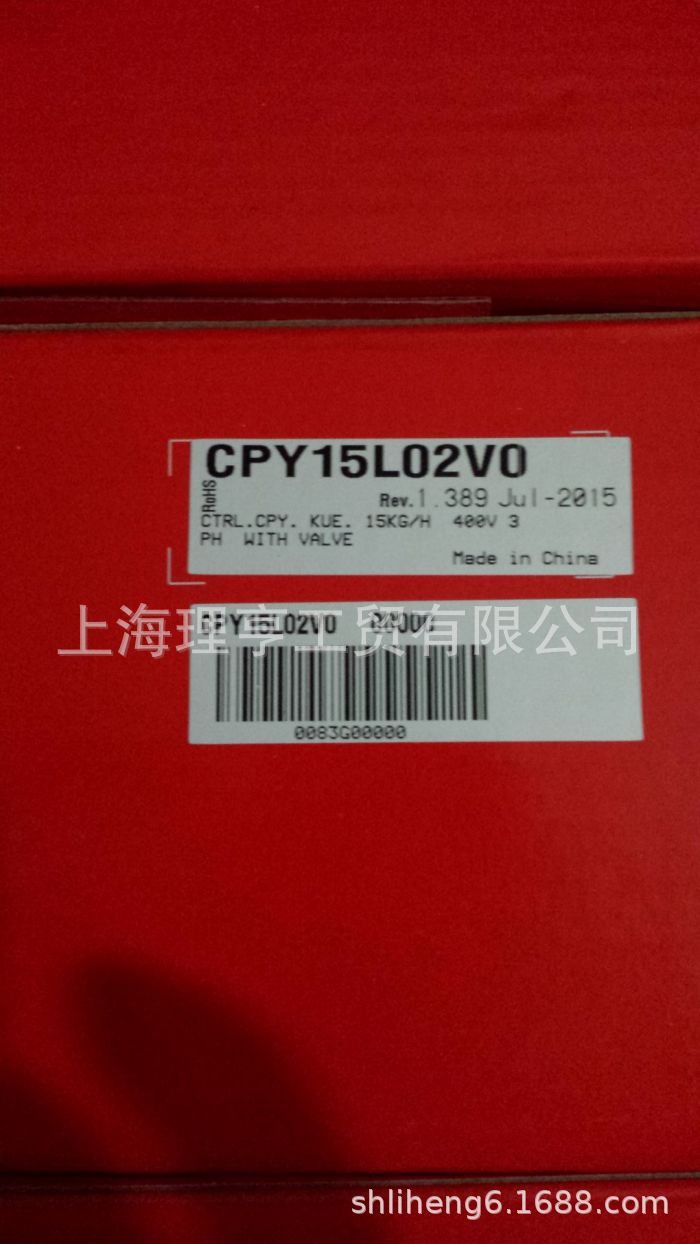 CPY15L02V0
RoHS
Rev.1.389 Jul-2015
CTRL.CPY. KUE. 15KG/H 400V 3
PH WITH VALVE
Made in China
CPY15L02V0
上海理亨工贸有限公司
0083G00000
shliheng6.1688.com